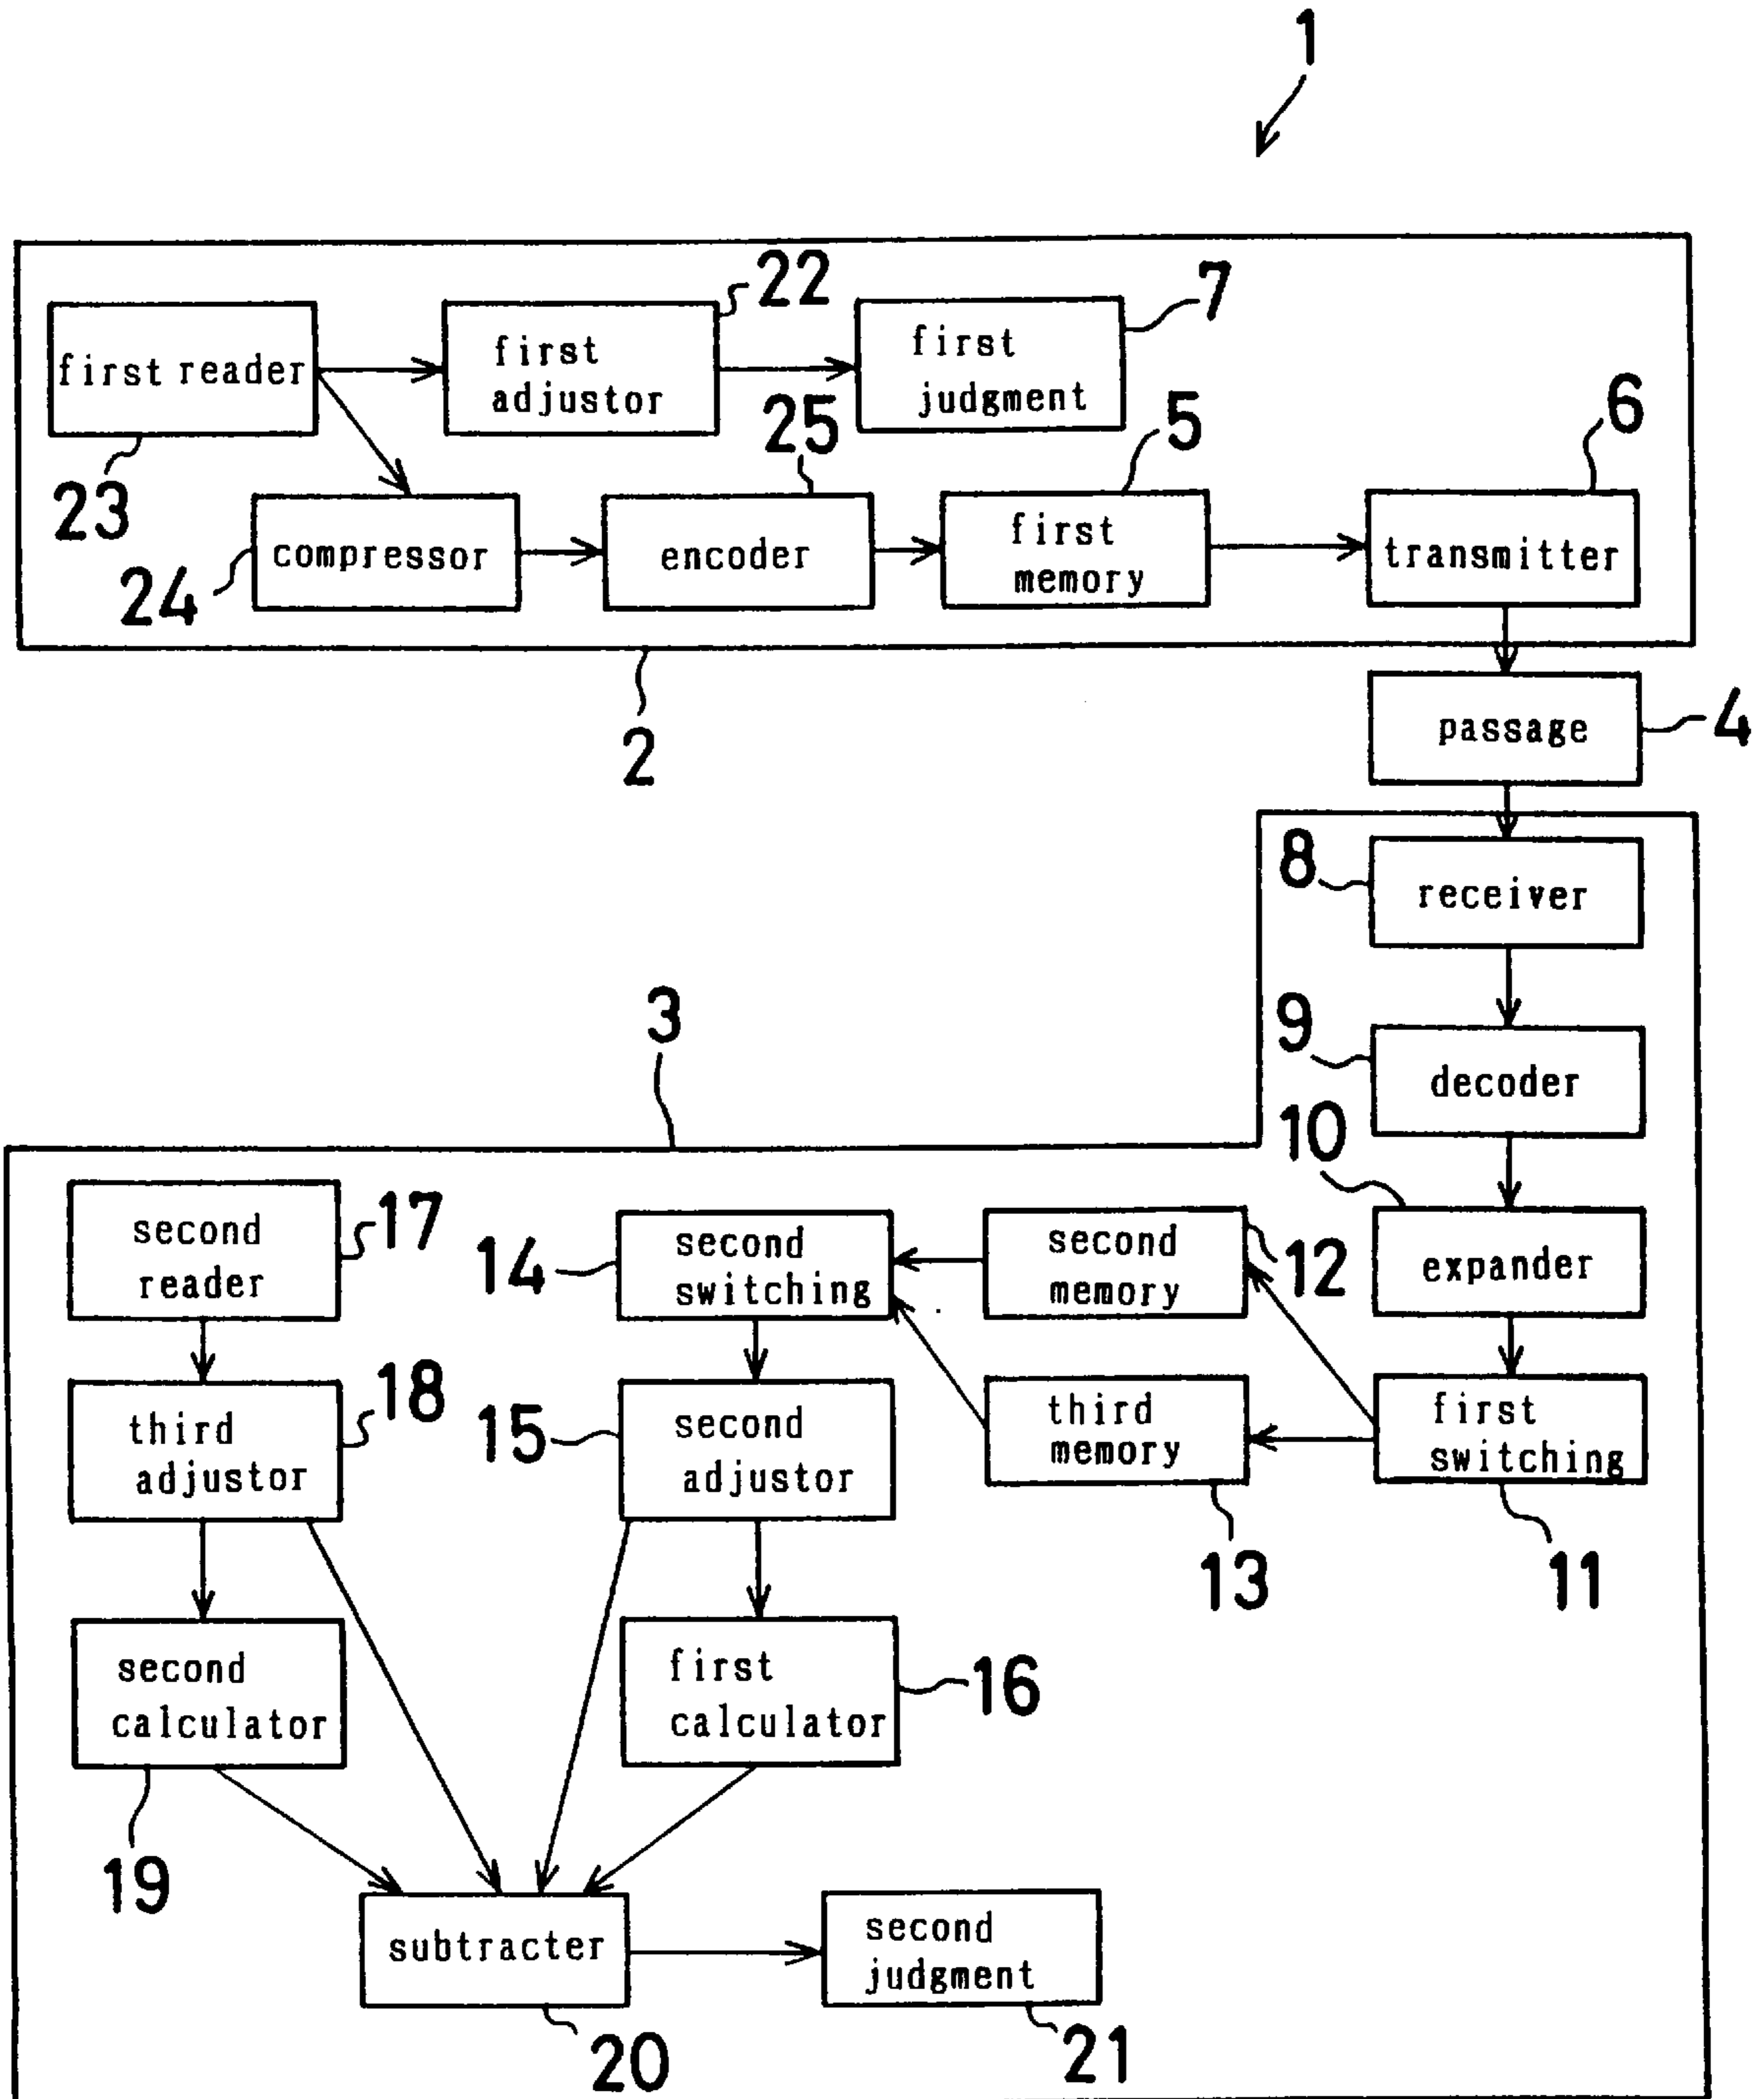 1
22
7
first reader
first
adjustor
first
judgment
23
25
5
6
24
compressor
encoder
first
memory
transmitter
2
passage
4
8
receiver
3
9
decoder
10
second
reader
17
14
second
switching
second
memory
12
expander
third
adjustor
18
15
second
adjustor
third
memory
first
switching
13
11
second
calculator
first
calculator
16
19
subtracter
second
judgment
20
21